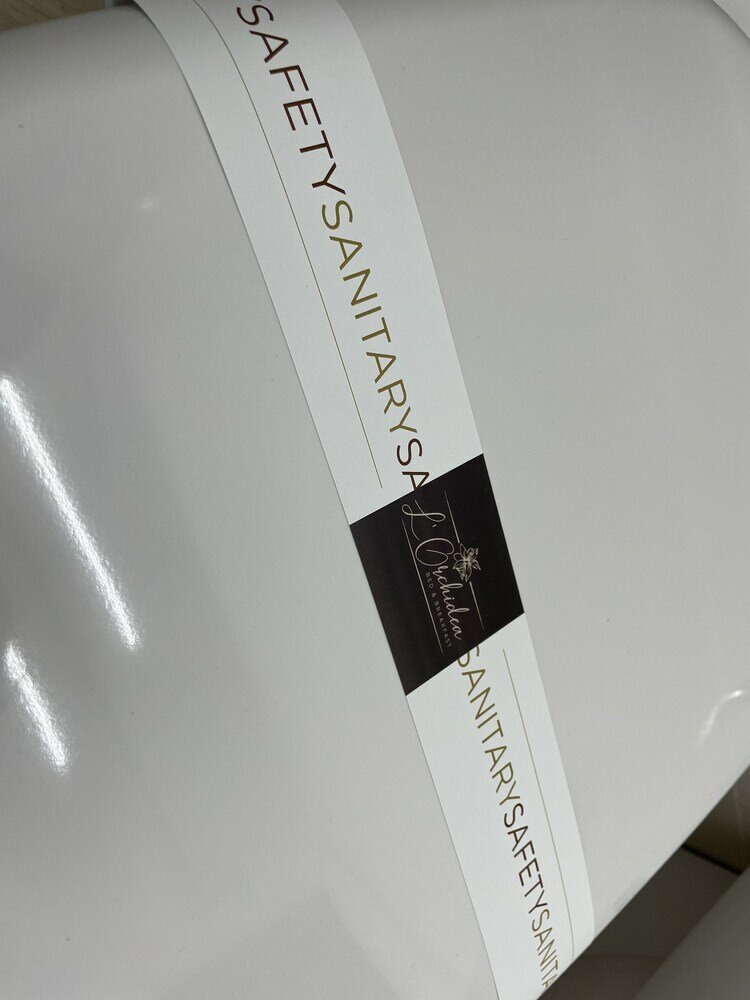 SAFETYSANITARYSA
L'Orchidea
BED & BREAKFAST
SANITARYSAFETYSANITA